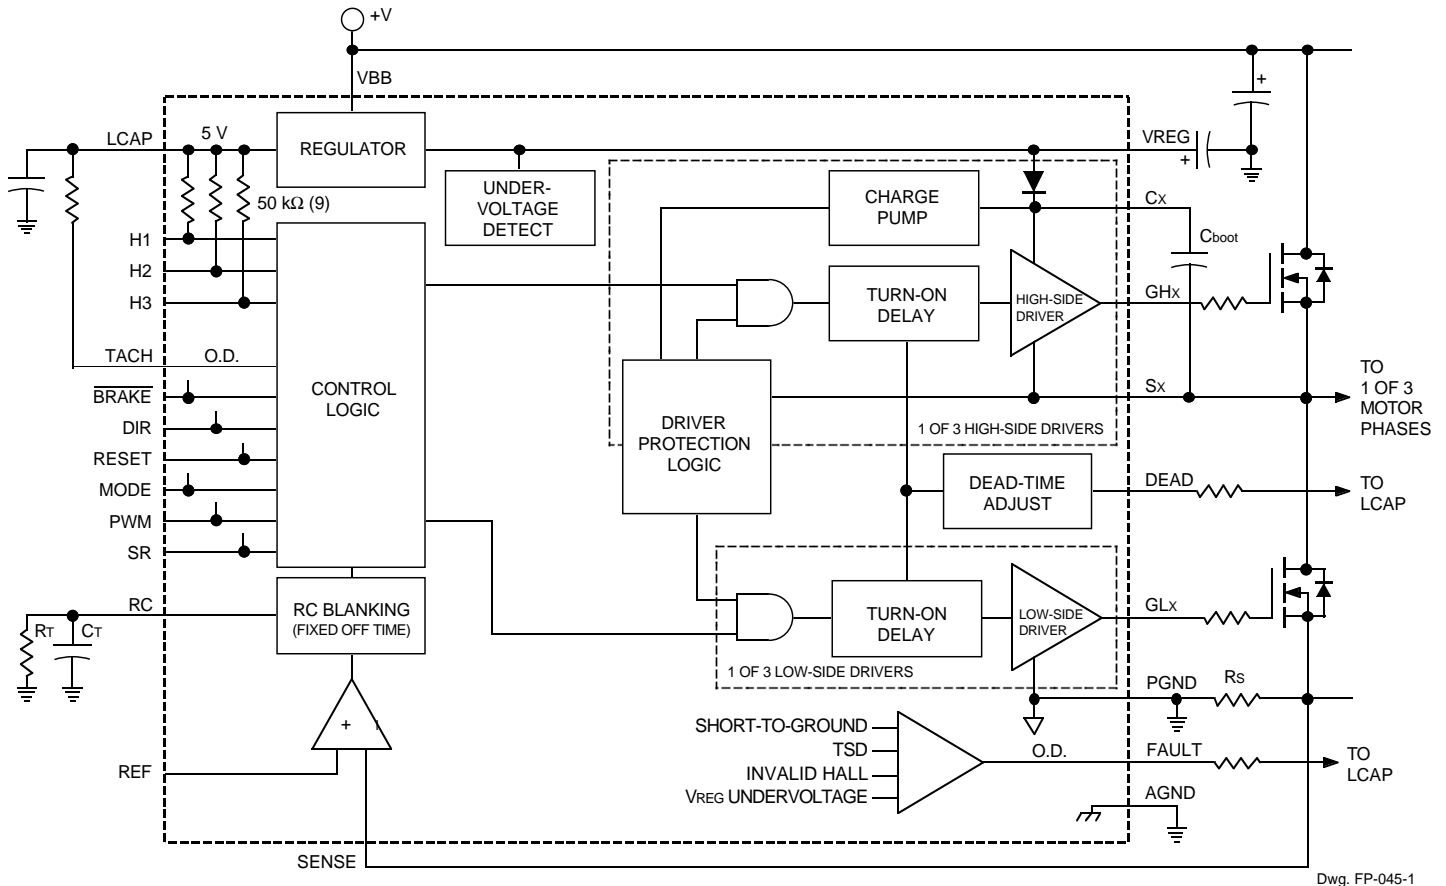 +V
VBB
LCAP
5 V
REGULATOR
VREG
+
+
UNDER-
VOLTAGE
DETECT
50 kΩ (9)
CHARGE
PUMP
CX
Cboot
H1
H2
H3
TURN-ON
DELAY
HIGH-SIDE
DRIVER
GHX
TACH
O.D.
BRAKE
DIR
RESET
MODE
PWM
SR
CONTROL
LOGIC
DRIVER
PROTECTION
LOGIC
SX
1 OF 3 HIGH-SIDE DRIVERS
TO
1 OF 3
MOTOR
PHASES
DEAD-TIME
ADJUST
DEAD
TO
LCAP
RC
RT
CT
RC BLANKING
(FIXED OFF TIME)
TURN-ON
DELAY
LOW-SIDE
DRIVER
GLX
1 OF 3 LOW-SIDE DRIVERS
PGND
RS
+
REF
SENSE
SHORT-TO-GROUND
TSD
INVALID HALL
VREG UNDERVOLTAGE
O.D.
FAULT
TO
LCAP
AGND
Dwg. FP-045-1